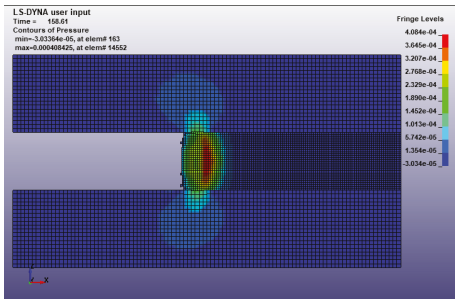 LS-DYNA user input
Time = 158.61
Contours of Pressure
min=-3.03364e-05, at elem# 163
max=0.000408425, at elem# 14552
Fringe Levels
4.084e-04
3.645e-04
3.207e-04
2.768e-04
2.329e-04
1.890e-04
1.452e-04
1.013e-04
5.742e-05
1.354e-05
-3.034e-05
X